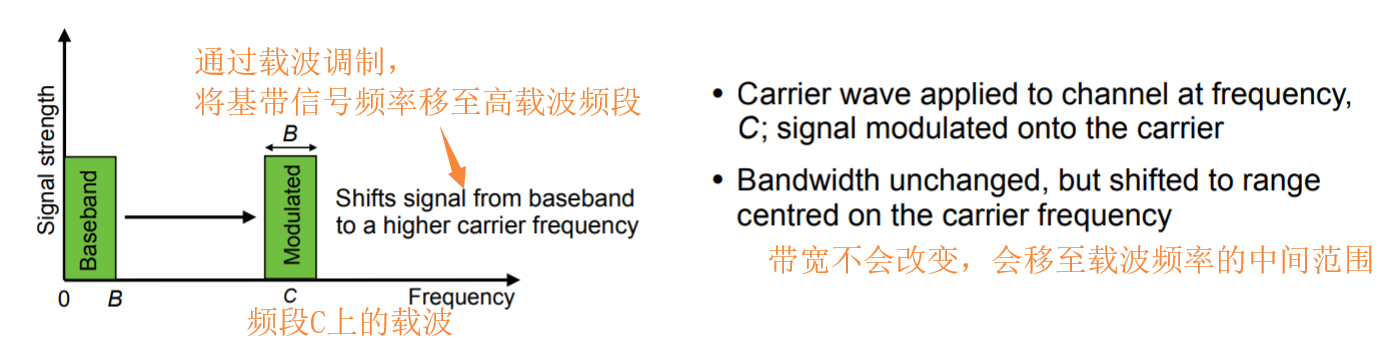 通过载波调制，
将基带信号频率移至高载波频段
Signal strength
Baseband
B
Modulated
Shifts signal from baseband
to a higher carrier frequency
0
B
C
Frequency
频段C上的载波
• Carrier wave applied to channel at frequency,
C; signal modulated onto the carrier
• Bandwidth unchanged, but shifted to range
centred on the carrier frequency
带宽不会改变，会移至载波频率的中间范围